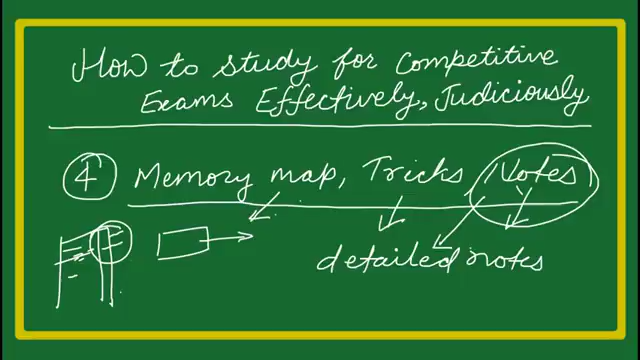 How to study for competitive
Exams Effectively, Judiciously
4 Memory map, Tricks, Notes
detailed notes